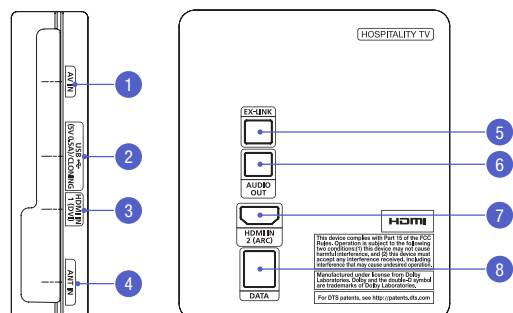 AV IN
1
USB
(5V 0.5A)/CLONING
2
HDMI IN
1 (DVI)
3
ANT IN
4
HOSPITALITY TV
EX-LINK
5
6
AUDIO
OUT
7
HDMI IN
2 (ARC)
8
DATA
HDMI
This device complies with Part 15 of the FCC
Rules. Operation is subject to the following
two conditions:(1) this device may not cause
harmful interference, and (2) this device must
accept any interference received, including
interference that may cause undesired operation.
Manufactured under license from Dolby
Laboratories. Dolby and the double-D symbol
are trademarks of Dolby Laboratories.
For DTS patents, see http://patents.dts.com